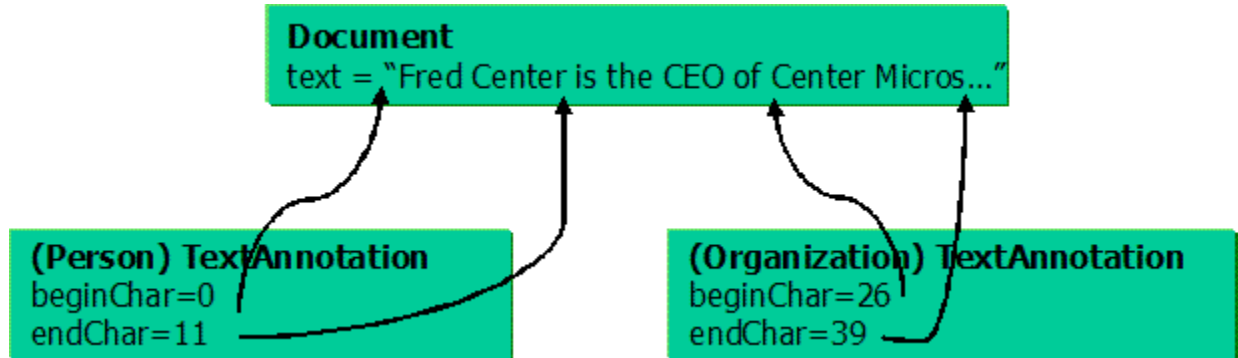 Document
text = “Fred Center is the CEO of Center Micros...”
(Person) TextAnnotation
beginChar=0
endChar=11
(Organization) TextAnnotation
beginChar=26
endChar=39